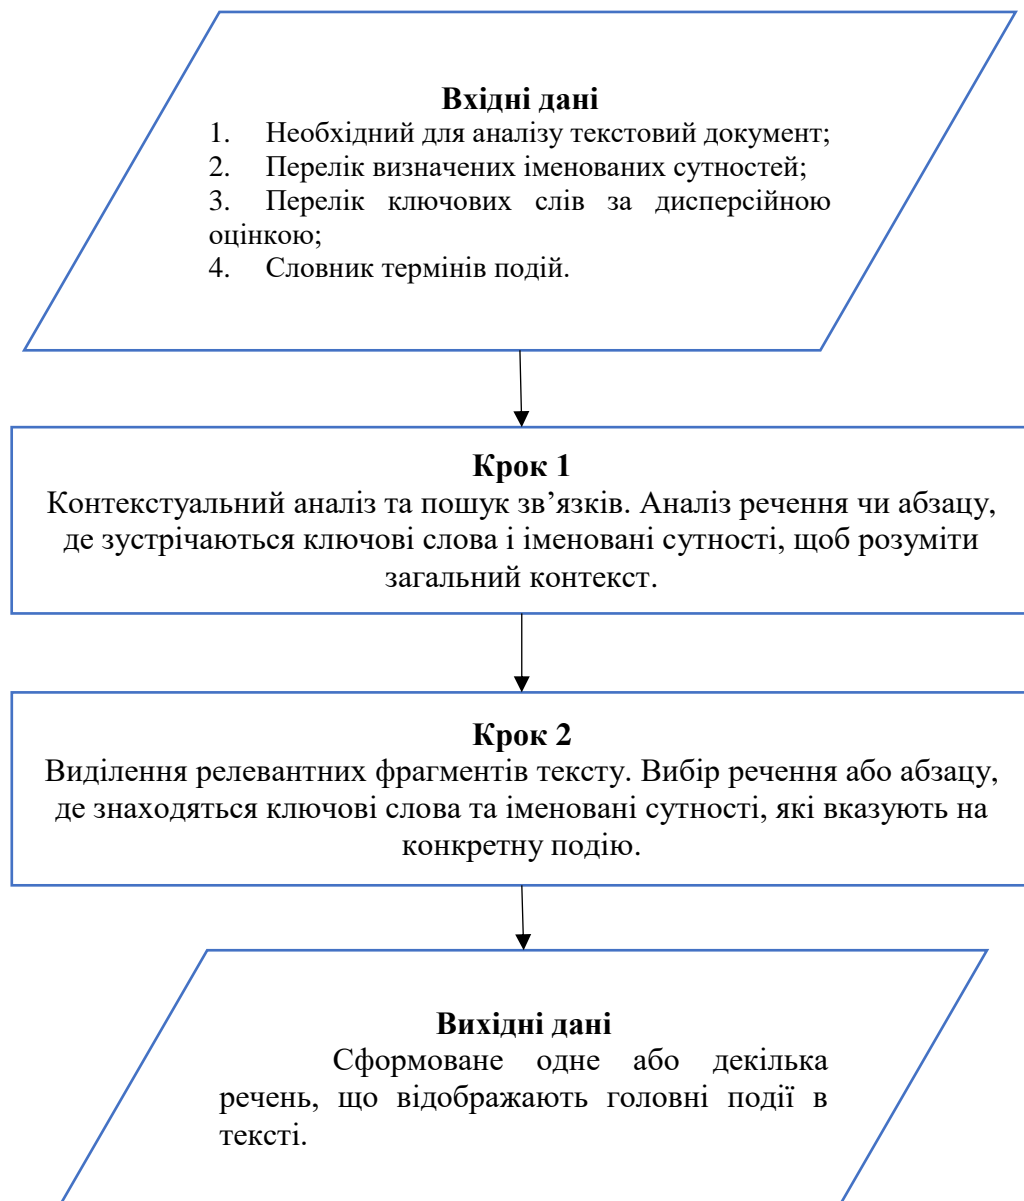 Вхідні дані
1. Необхідний для аналізу текстовий документ;
2. Перелік визначених іменованих сутностей;
3. Перелік ключових слів за дисперсійною
оцінкою;
4. Словник термінів подій.
Крок 1
Контекстуальний аналіз та пошук зв’язків. Аналіз речення чи абзацу,
де зустрічаються ключові слова і іменовані сутності, щоб розуміти
загальний контекст.
Крок 2
Виділення релевантних фрагментів тексту. Вибір речення або абзацу,
де знаходяться ключові слова та іменовані сутності, які вказують на
конкретну подію.
Вихідні дані
Сформоване одне або декілька
речень, що відображають головні події в
тексті.